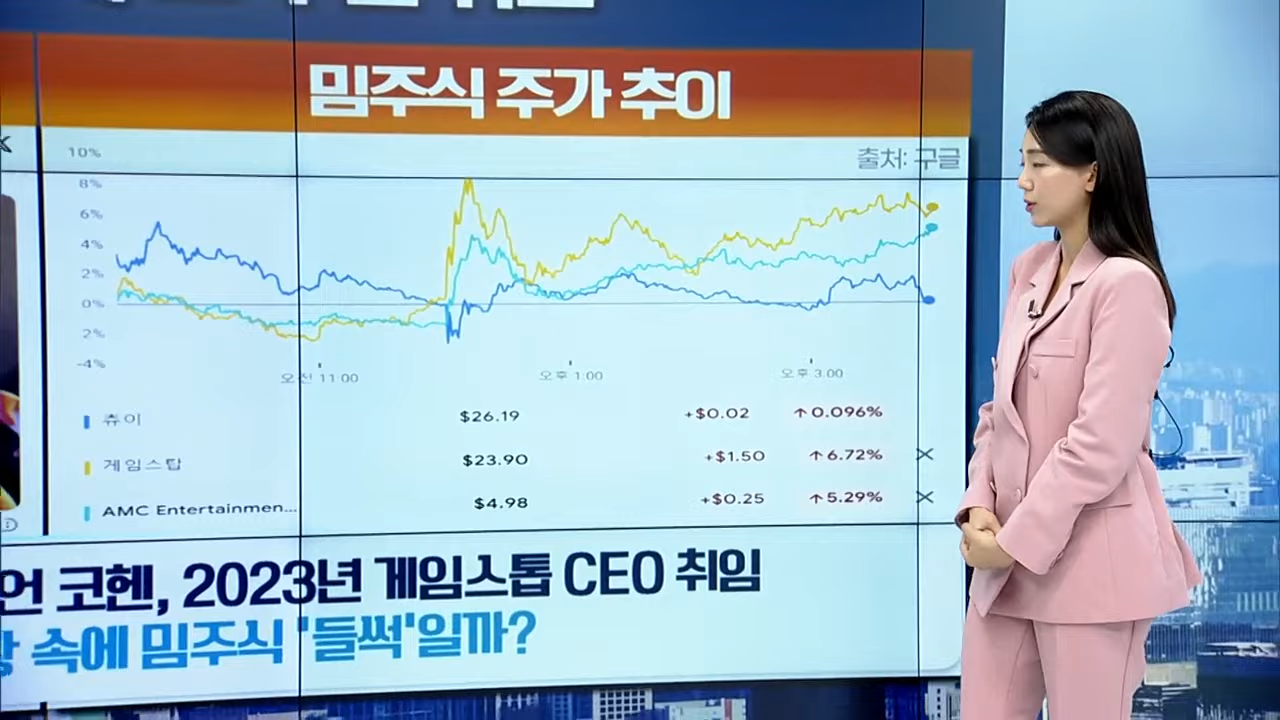 밈주식 주가 추이
출처: 구글
10%
8%
6%
4%
2%
0%
2%
-4%
오전 11:00
오후 1:00
오후 3:00
츄이 $26.19 +$0.02 ↑0.096%
게임스탑 $23.90 +$1.50 ↑6.72%
AMC Entertainmen... $4.98 +$0.25 ↑5.29%
언 코헨, 2023년 게임스톱 CEO 취임
속에 밈주식 '들썩'일까?